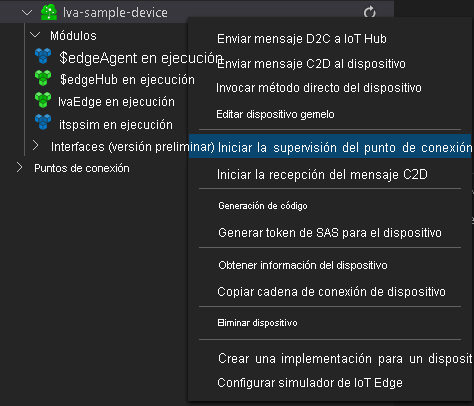 lva-sample-device
Módulos
$edgeAgent en ejecución
$edgeHub en ejecución
lvaEdge en ejecución
itspsim en ejecución
Interfaces (versión preliminar)
Puntos de conexión
Enviar mensaje D2C a IoT Hub
Enviar mensaje C2D al dispositivo
Invocar método directo del dispositivo
Editar dispositivo gemelo
Iniciar la supervisión del punto de conexión
Iniciar la recepción del mensaje C2D
Generación de código
Generar token de SAS para el dispositivo
Obtener información del dispositivo
Copiar cadena de conexión de dispositivo
Eliminar dispositivo
Crear una implementación para un disposit
Configurar simulador de IoT Edge